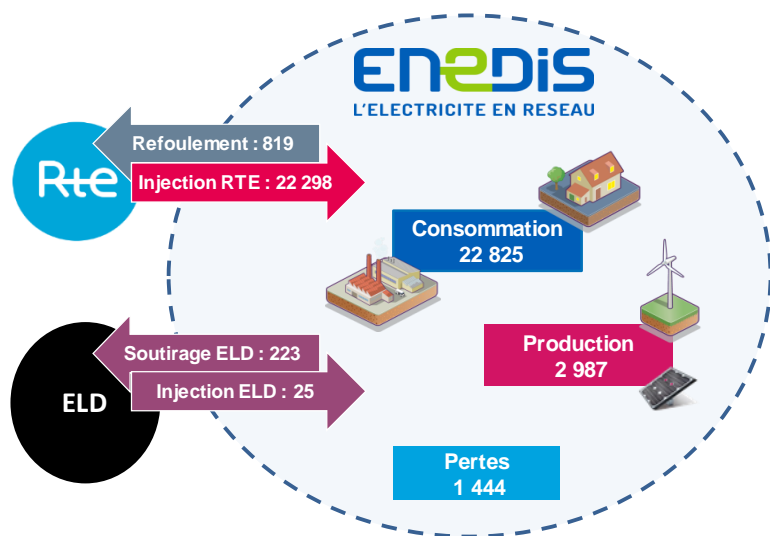 ENEDIS
L'ELECTRICITE EN RESEAU
Refoulement : 819
Rte
Injection RTE : 22 298
Consommation
22 825
Soutirage ELD : 223
ELD
Injection ELD : 25
Production
2 987
Pertes
1 444